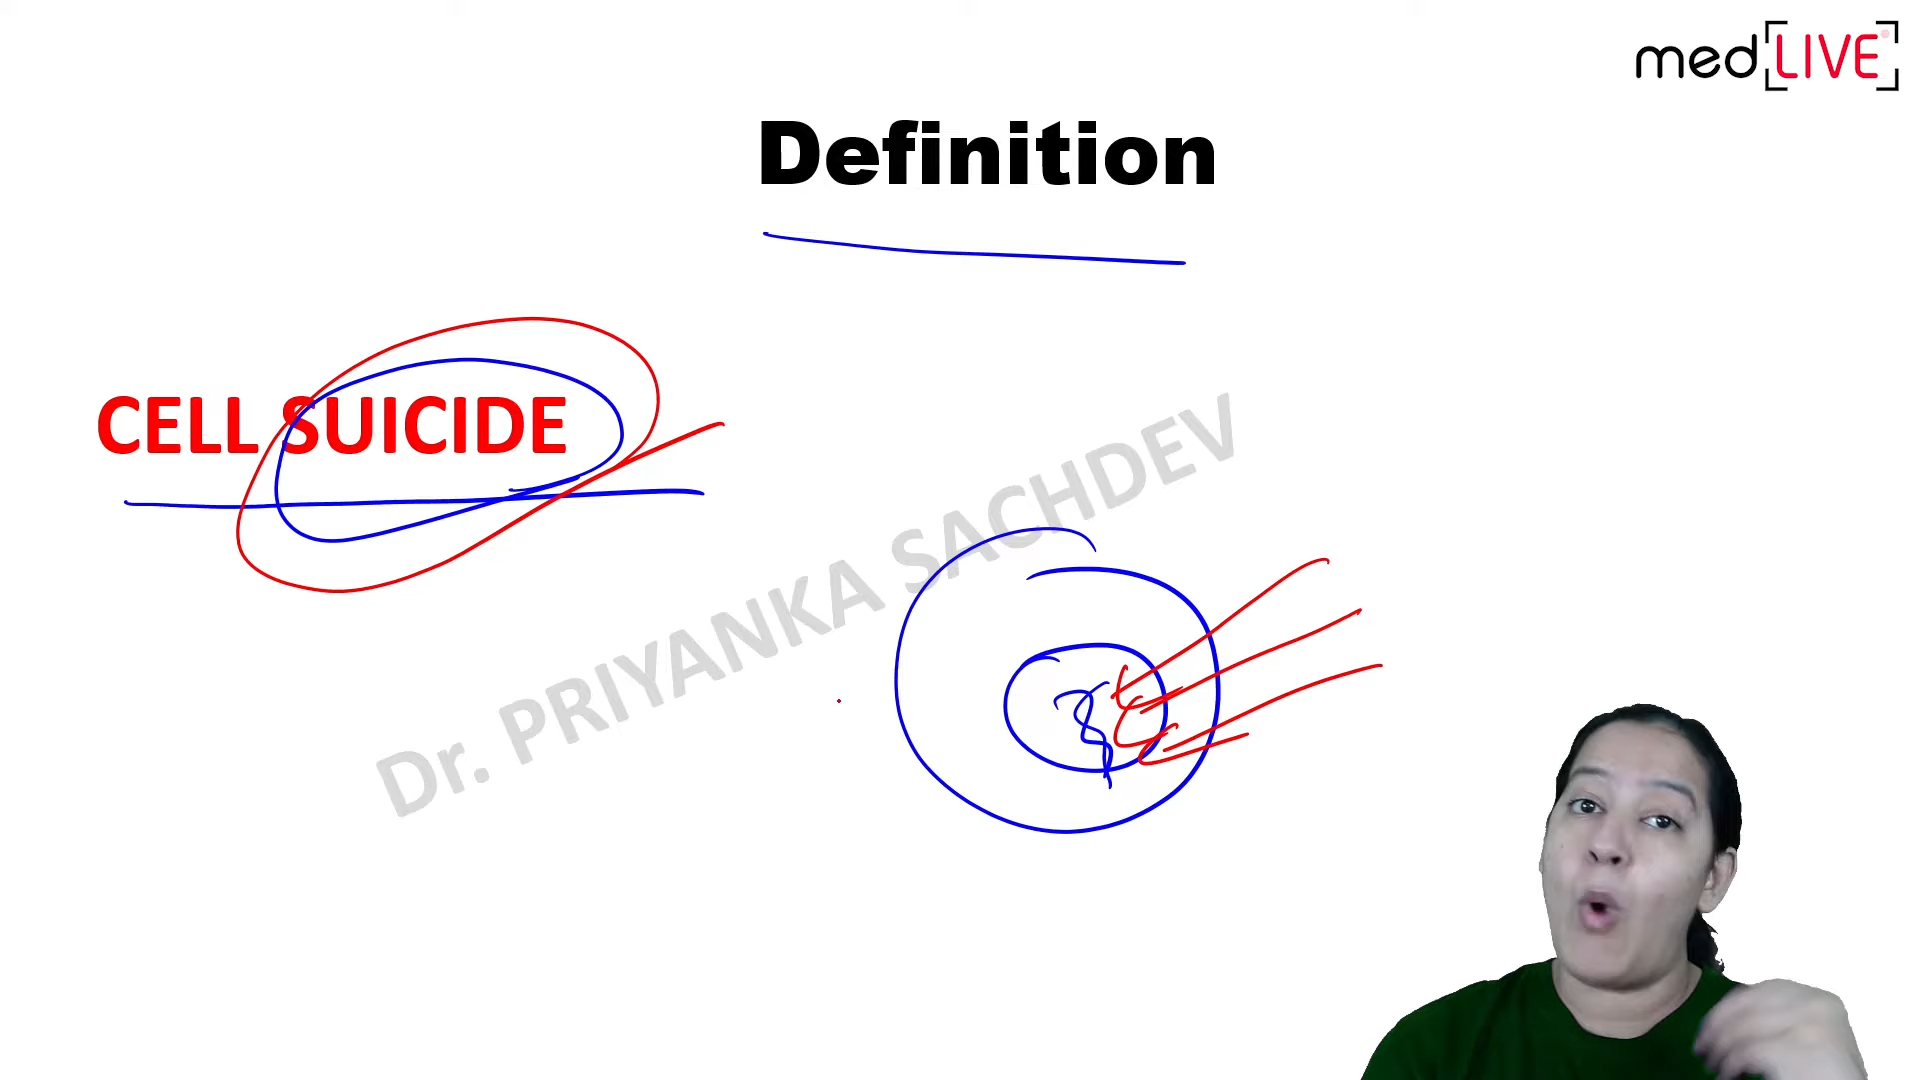 med[LIVE]
Definition
CELL SUICIDE
Dr. PRIYANKA SACHDEV